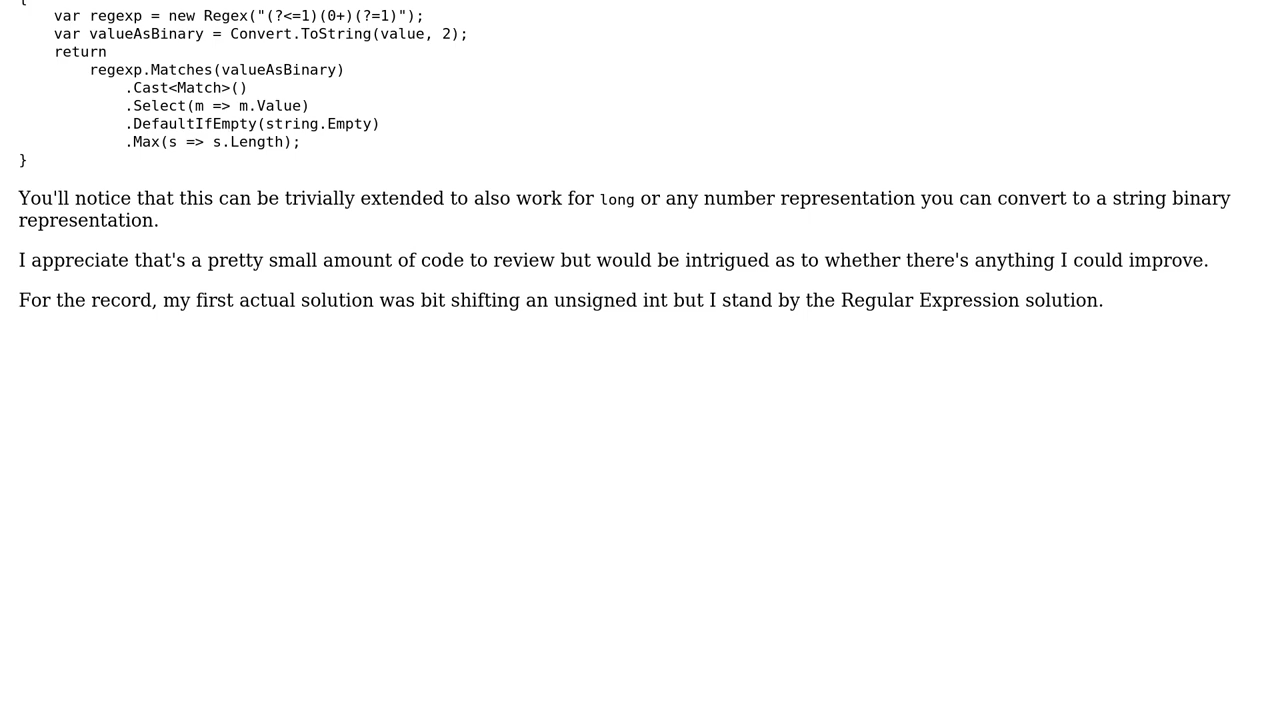 {
    var regexp = new Regex("(?<=1)(0+)(?=1)");
    var valueAsBinary = Convert.ToString(value, 2);
    return
        regexp.Matches(valueAsBinary)
            .Cast<Match>()
            .Select(m => m.Value)
            .DefaultIfEmpty(string.Empty)
            .Max(s => s.Length);
}
You'll notice that this can be trivially extended to also work for long or any number representation you can convert to a string binary
representation.
I appreciate that's a pretty small amount of code to review but would be intrigued as to whether there's anything I could improve.
For the record, my first actual solution was bit shifting an unsigned int but I stand by the Regular Expression solution.